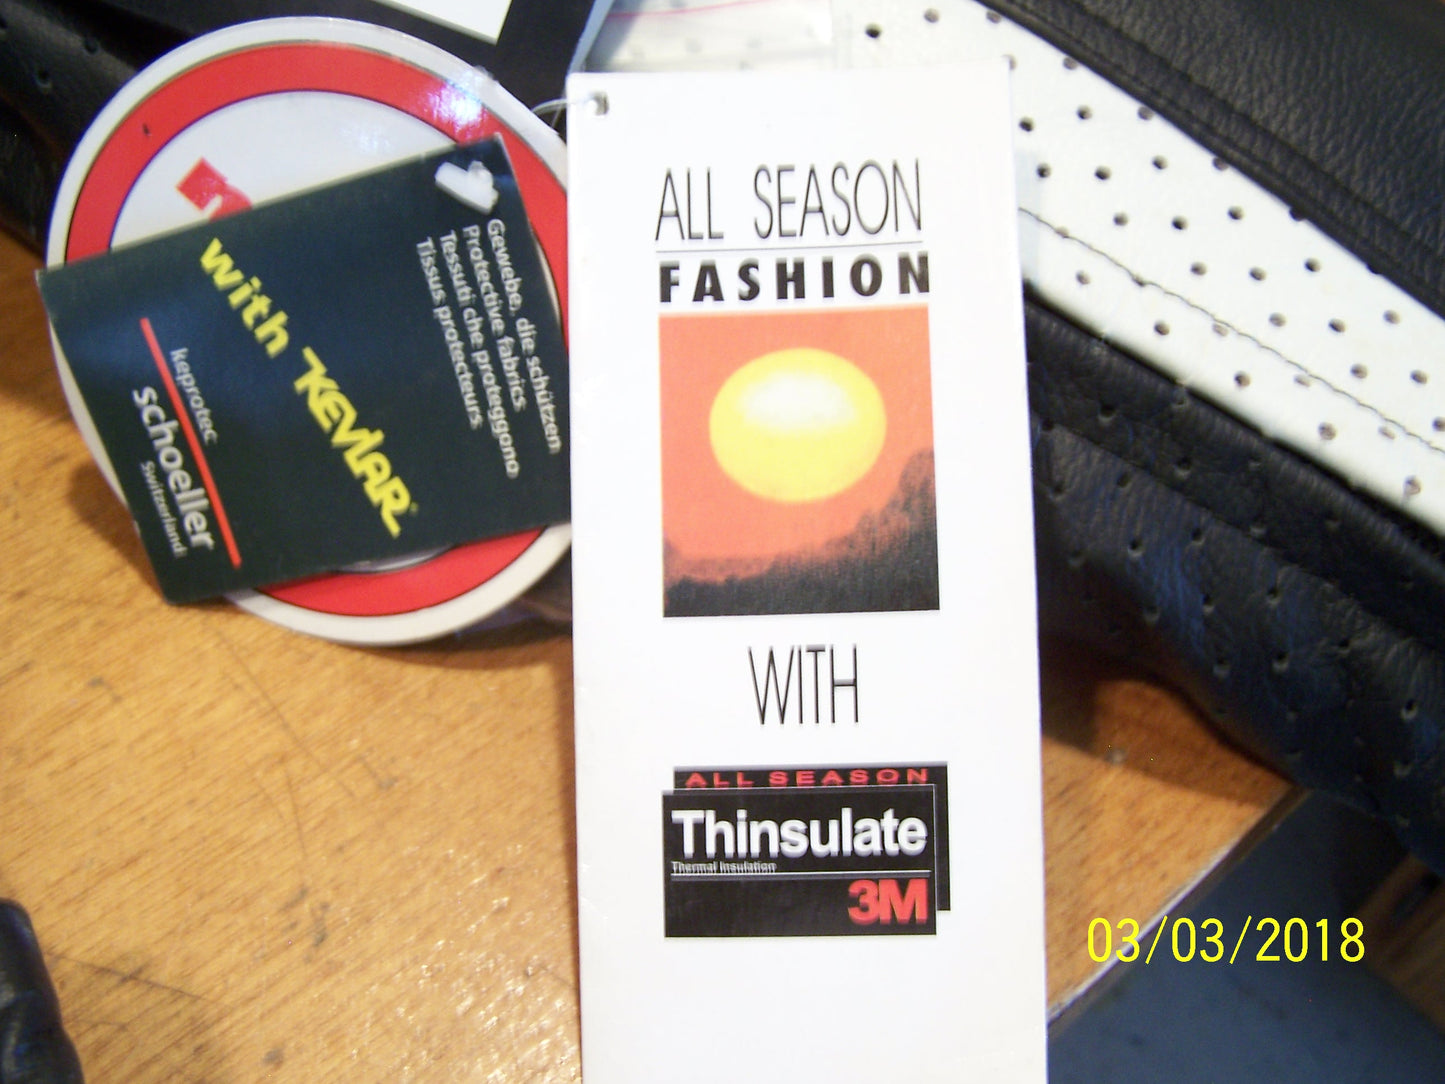 with KEVLAR®
keprotec
schoeller
Switzerland
Gewebe, die schützen
Protective fabrics
Tessuti che proteggono
Tissus protecteurs
ALL SEASON
FASHION
WITH
ALL SEASON
Thinsulate
Thermal Insulation
3M
03/03/2018